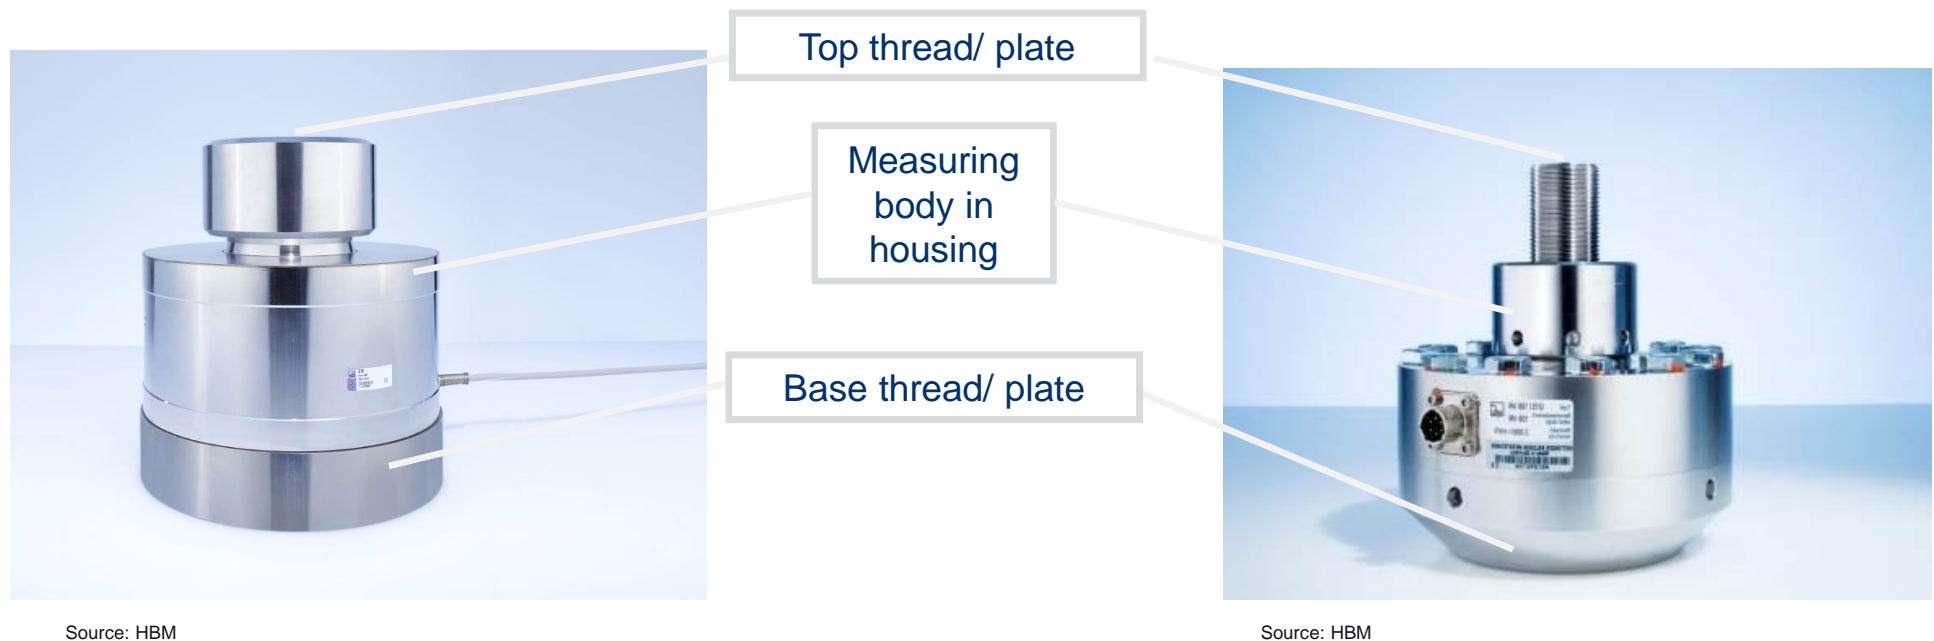 Top thread/ plate
Measuring
body in
housing
Base thread/ plate
Source: HBM
Source: HBM